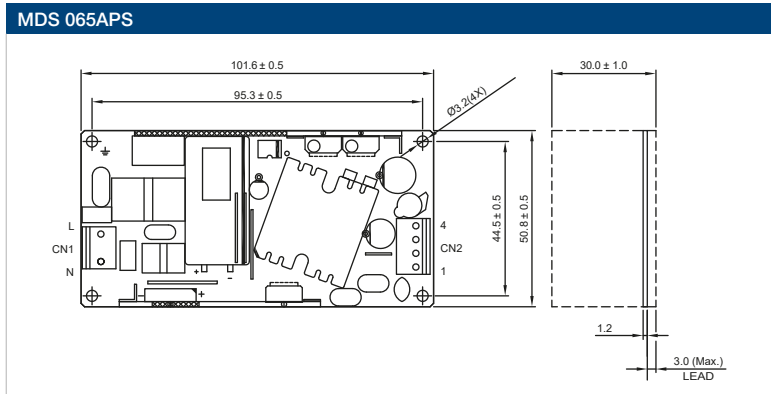 MDS 065APS
101.6 ± 0.5
30.0 ± 1.0
95.3 ± 0.5
Ø3.2(4X)
L
CN1
N
+
-
-
+
4
CN2
1
44.5 ± 0.5
50.8 ± 0.5
1.2
3.0 (Max.)
LEAD